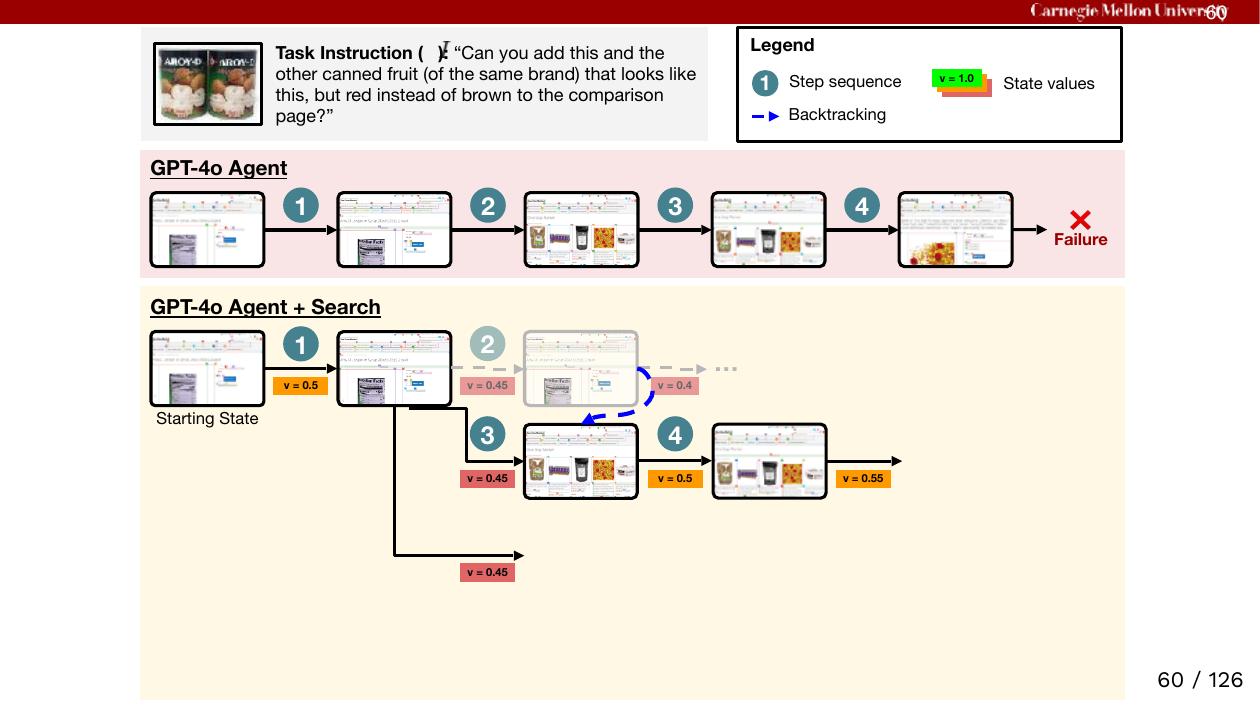 Carnegie Mellon University
60
AROY-D AROY-D
Task Instruction ( ): “Can you add this and the
other canned fruit (of the same brand) that looks like
this, but red instead of brown to the comparison
page?”
Legend
1 Step sequence
v = 1.0 State values
Backtracking
GPT-4o Agent
1 2 3 4
Failure
GPT-4o Agent + Search
1 2
v = 0.5 v = 0.45 v = 0.4 ...
Starting State
3 4
v = 0.45 v = 0.5 v = 0.55
v = 0.45
60 / 126